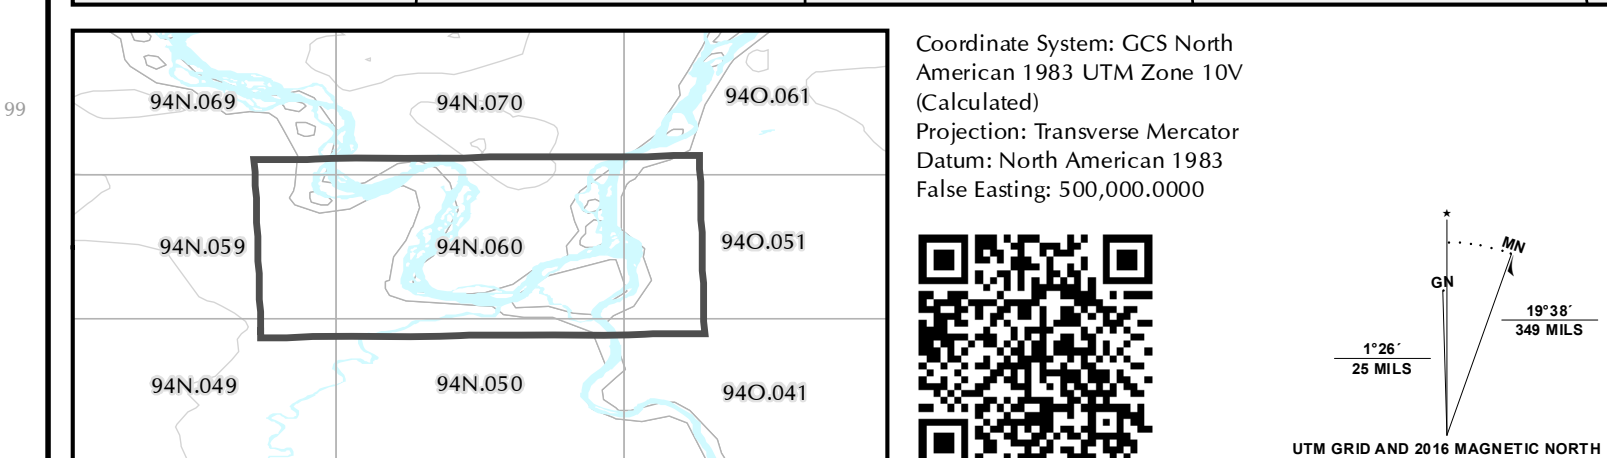 99
94N.069
94N.070
94O.061
94N.059
94N.060
94O.051
94N.049
94N.050
94O.041
Coordinate System: GCS North
American 1983 UTM Zone 10V
(Calculated)
Projection: Transverse Mercator
Datum: North American 1983
False Easting: 500,000.0000
MN
GN
19°38´
349 MILS
1°26´
25 MILS
UTM GRID AND 2016 MAGNETIC NORTH